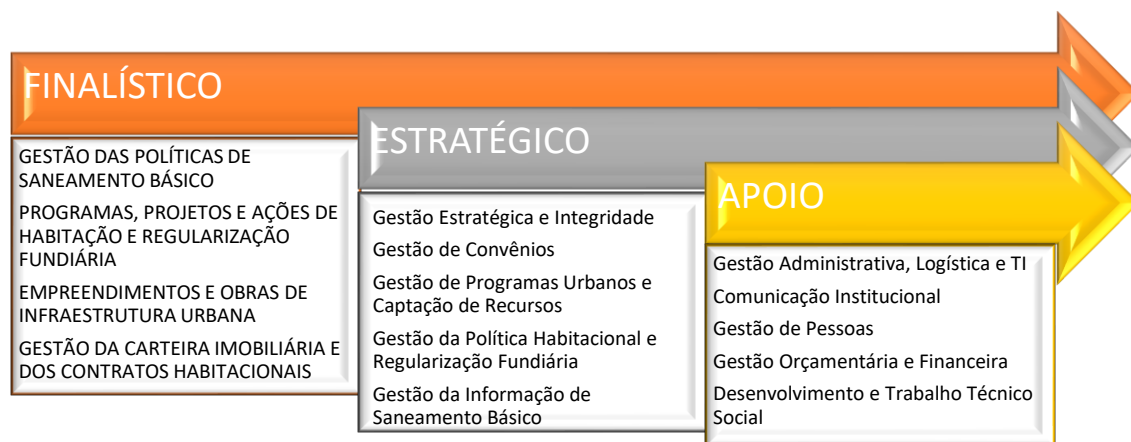 FINALÍSTICO
GESTÃO DAS POLÍTICAS DE
SANEAMENTO BÁSICO
PROGRAMAS, PROJETOS E AÇÕES DE
HABITAÇÃO E REGULARIZAÇÃO
FUNDIÁRIA
EMPREENDIMENTOS E OBRAS DE
INFRAESTRUTURA URBANA
GESTÃO DA CARTEIRA IMOBILIÁRIA E
DOS CONTRATOS HABITACIONAIS
ESTRATÉGICO
Gestão Estratégica e Integridade
Gestão de Convênios
Gestão de Programas Urbanos e
Captação de Recursos
Gestão da Política Habitacional e
Regularização Fundiária
Gestão da Informação de
Saneamento Básico
APOIO
Gestão Administrativa, Logística e TI
Comunicação Institucional
Gestão de Pessoas
Gestão Orçamentária e Financeira
Desenvolvimento e Trabalho Técnico
Social